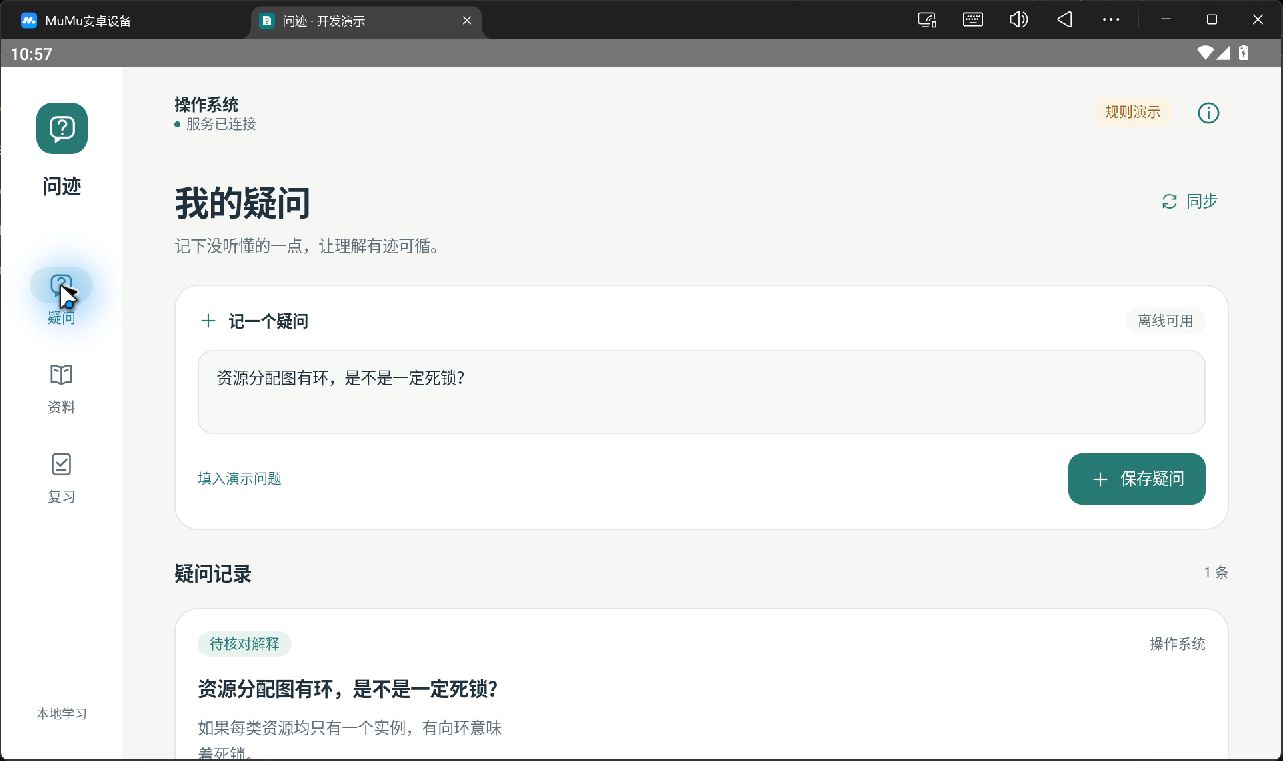 MuMu安卓设备
问迹 · 开发演示
10:57
问迹
疑问
资料
复习
本地学习
操作系统
服务已连接
规则演示
我的疑问
同步
记下没听懂的一点，让理解有迹可循。
记一个疑问
离线可用
资源分配图有环，是不是一定死锁？
填入演示问题
保存疑问
疑问记录
1 条
待核对解释
操作系统
资源分配图有环，是不是一定死锁？
如果每类资源均只有一个实例，有向环意味
着死锁。